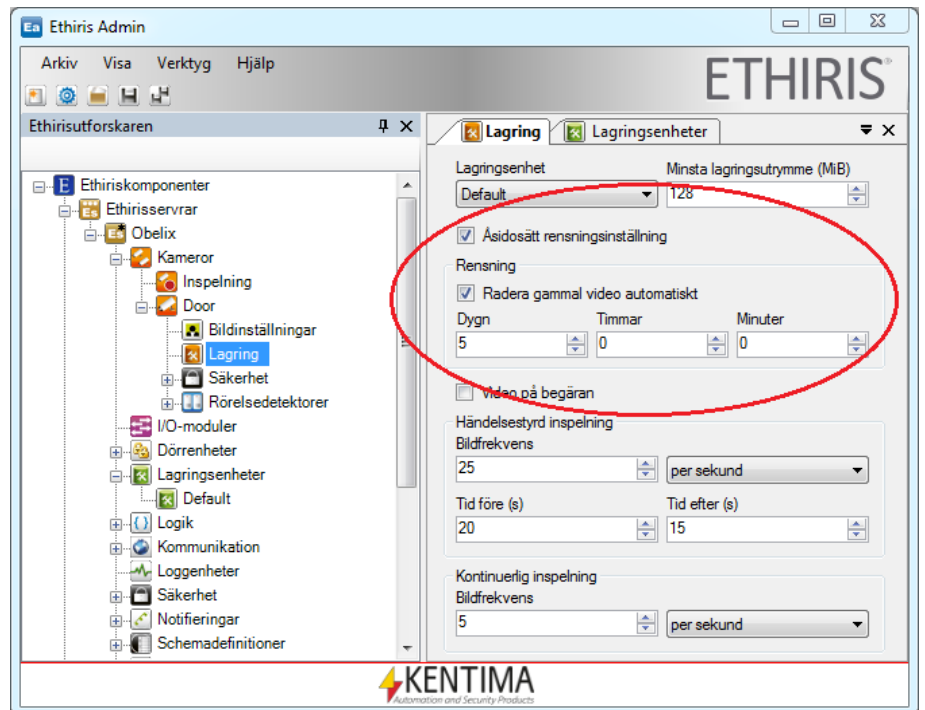 Ethiris Admin
Arkiv Visa Verktyg Hjälp
ETHIRIS®
Ethirisutforskaren
Lagring Lagringsenheter
Ethiriskomponenter
Ethirisservrar
Obelix
Kameror
Inspelning
Door
Bildinställningar
Lagring
Säkerhet
Rörelsedetektorer
I/O-moduler
Dörrenheter
Lagringsenheter
Default
Logik
Kommunikation
Loggenheter
Säkerhet
Notifieringar
Schemadefinitioner
Lagringsenhet Minsta lagringsutrymme (MiB)
Default 128
Åsidosätt rensningsinställning
Rensning
Radera gammal video automatiskt
Dygn Timmar Minuter
5 0 0
Video på begäran
Händelsestyrd inspelning
Bildfrekvens
25 per sekund
Tid före (s) Tid efter (s)
20 15
Kontinuerlig inspelning
Bildfrekvens
5 per sekund
KENTIMA
Automation and Security Products